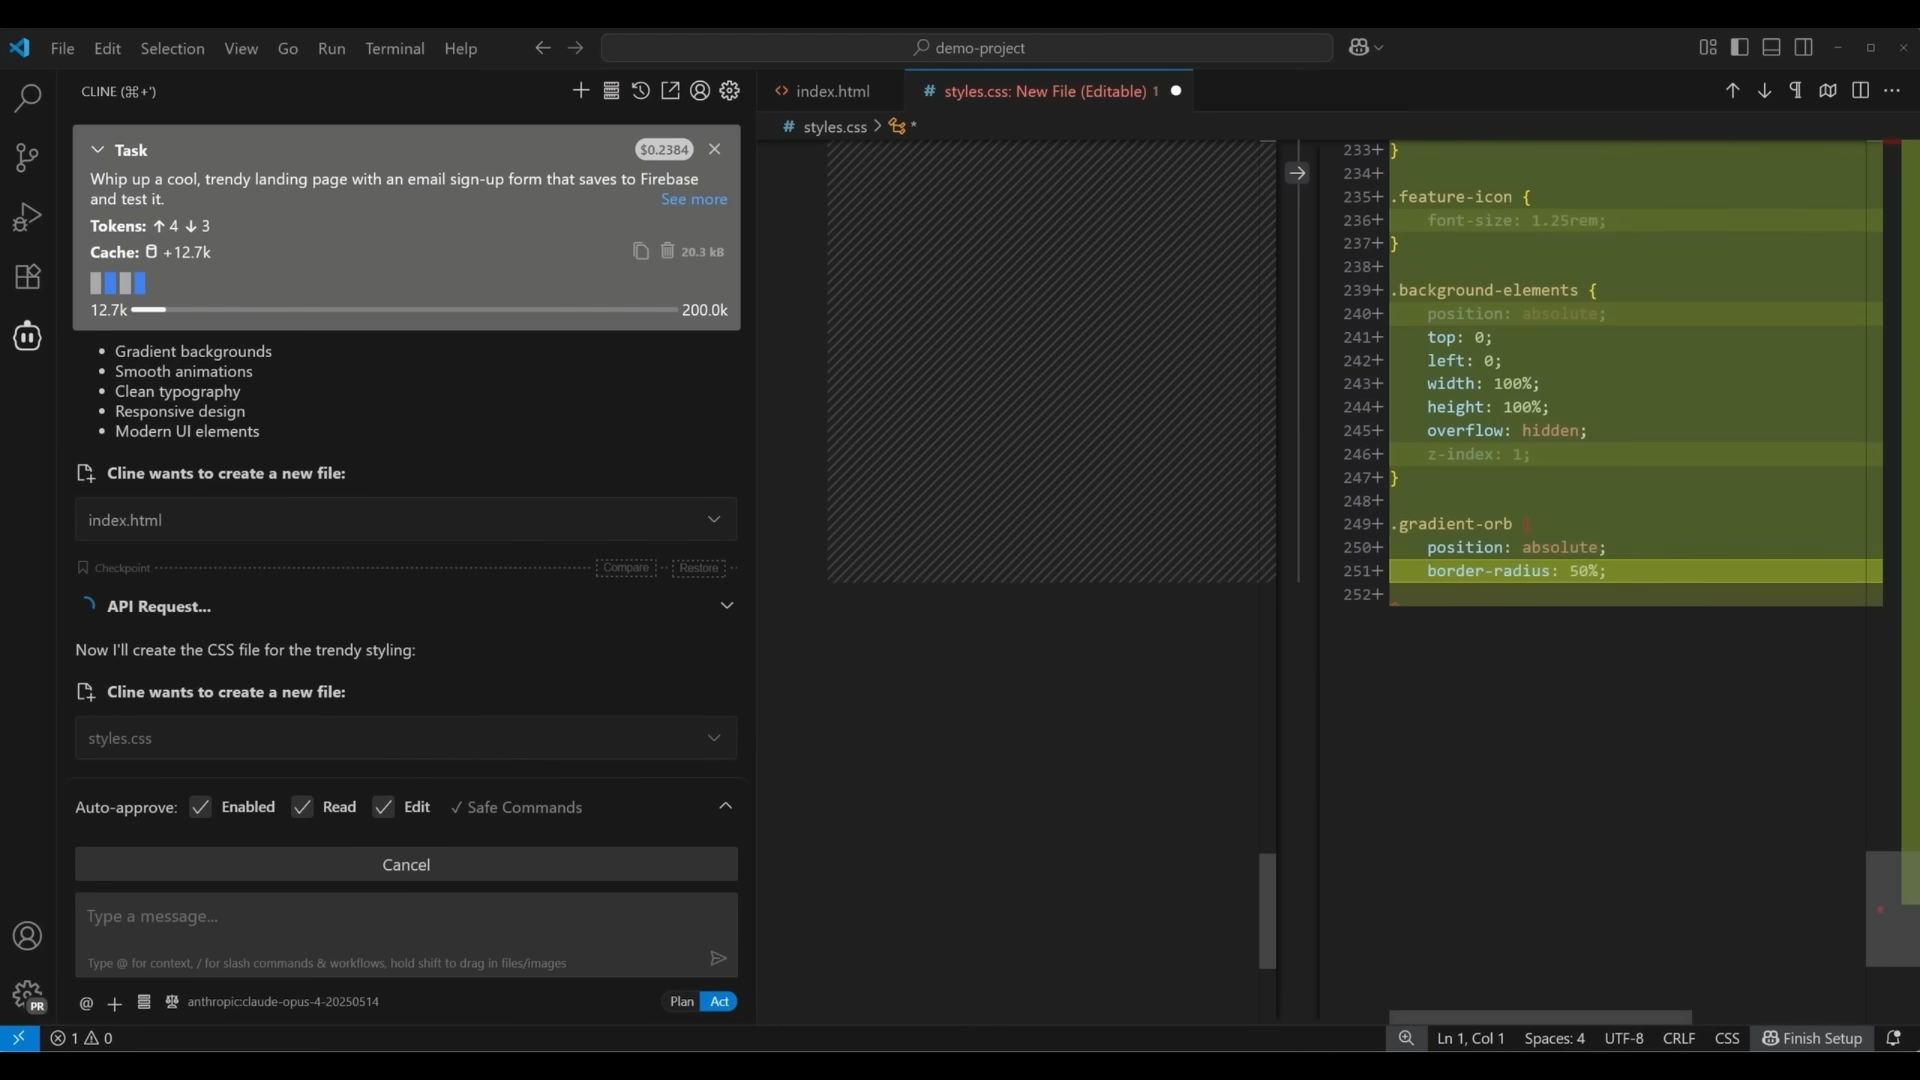 File Edit Selection View Go Run Terminal Help
demo-project
CLINE (⌘+')
Task
$0.2384
Whip up a cool, trendy landing page with an email sign-up form that saves to Firebase
and test it.
See more
Tokens: ↑ 4 ↓ 3
Cache: +12.7k
20.3 kB
12.7k
200.0k
• Gradient backgrounds
• Smooth animations
• Clean typography
• Responsive design
• Modern UI elements
Cline wants to create a new file:
index.html
Checkpoint
Compare
Restore
API Request...
Now I'll create the CSS file for the trendy styling:
Cline wants to create a new file:
styles.css
Auto-approve: Enabled Read Edit ✓ Safe Commands
Cancel
Type a message...
Type @ for context, / for slash commands & workflows, hold shift to drag in files/images
@ + anthropic:claude-opus-4-20250514
Plan Act
index.html
# styles.css: New File (Editable) 1
# styles.css > *
233+ }
234+
235+ .feature-icon {
236+ font-size: 1.25rem;
237+ }
238+
239+ .background-elements {
240+ position: absolute;
241+ top: 0;
242+ left: 0;
243+ width: 100%;
244+ height: 100%;
245+ overflow: hidden;
246+ z-index: 1;
247+ }
248+
249+ .gradient-orb {
250+ position: absolute;
251+ border-radius: 50%;
252+
PR
1 0
Ln 1, Col 1 Spaces: 4 UTF-8 CRLF CSS Finish Setup